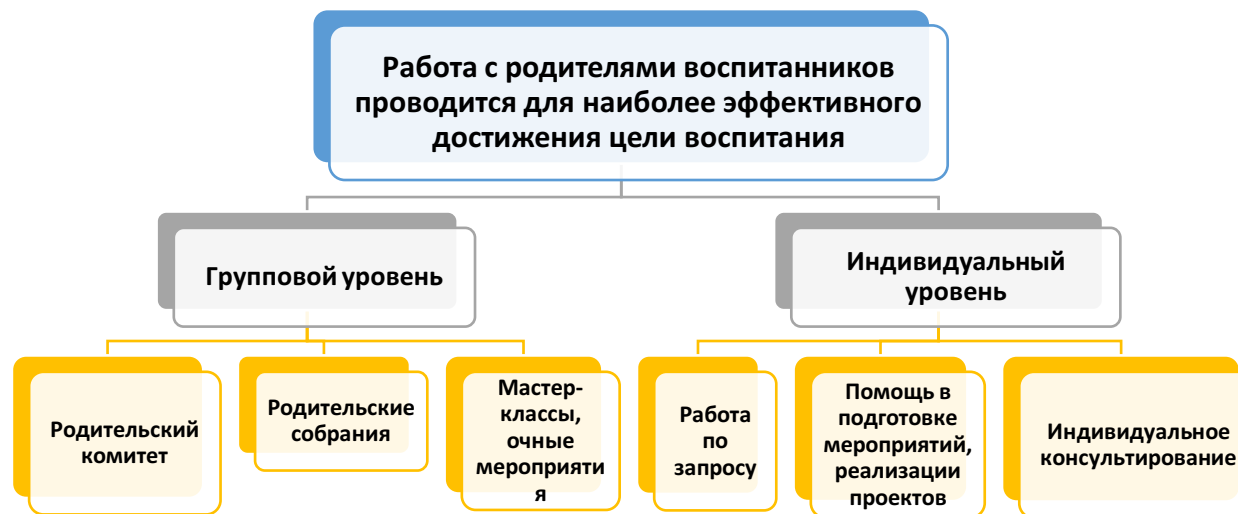 Работа с родителями воспитанников
проводится для наиболее эффективного
достижения цели воспитания
Групповой уровень
Индивидуальный
уровень
Родительский
комитет
Родительские
собрания
Мастер-
классы,
очные
мероприяти
я
Работа
по
запросу
Помощь в
подготовке
мероприятий,
реализации
проектов
Индивидуальное
консультирование